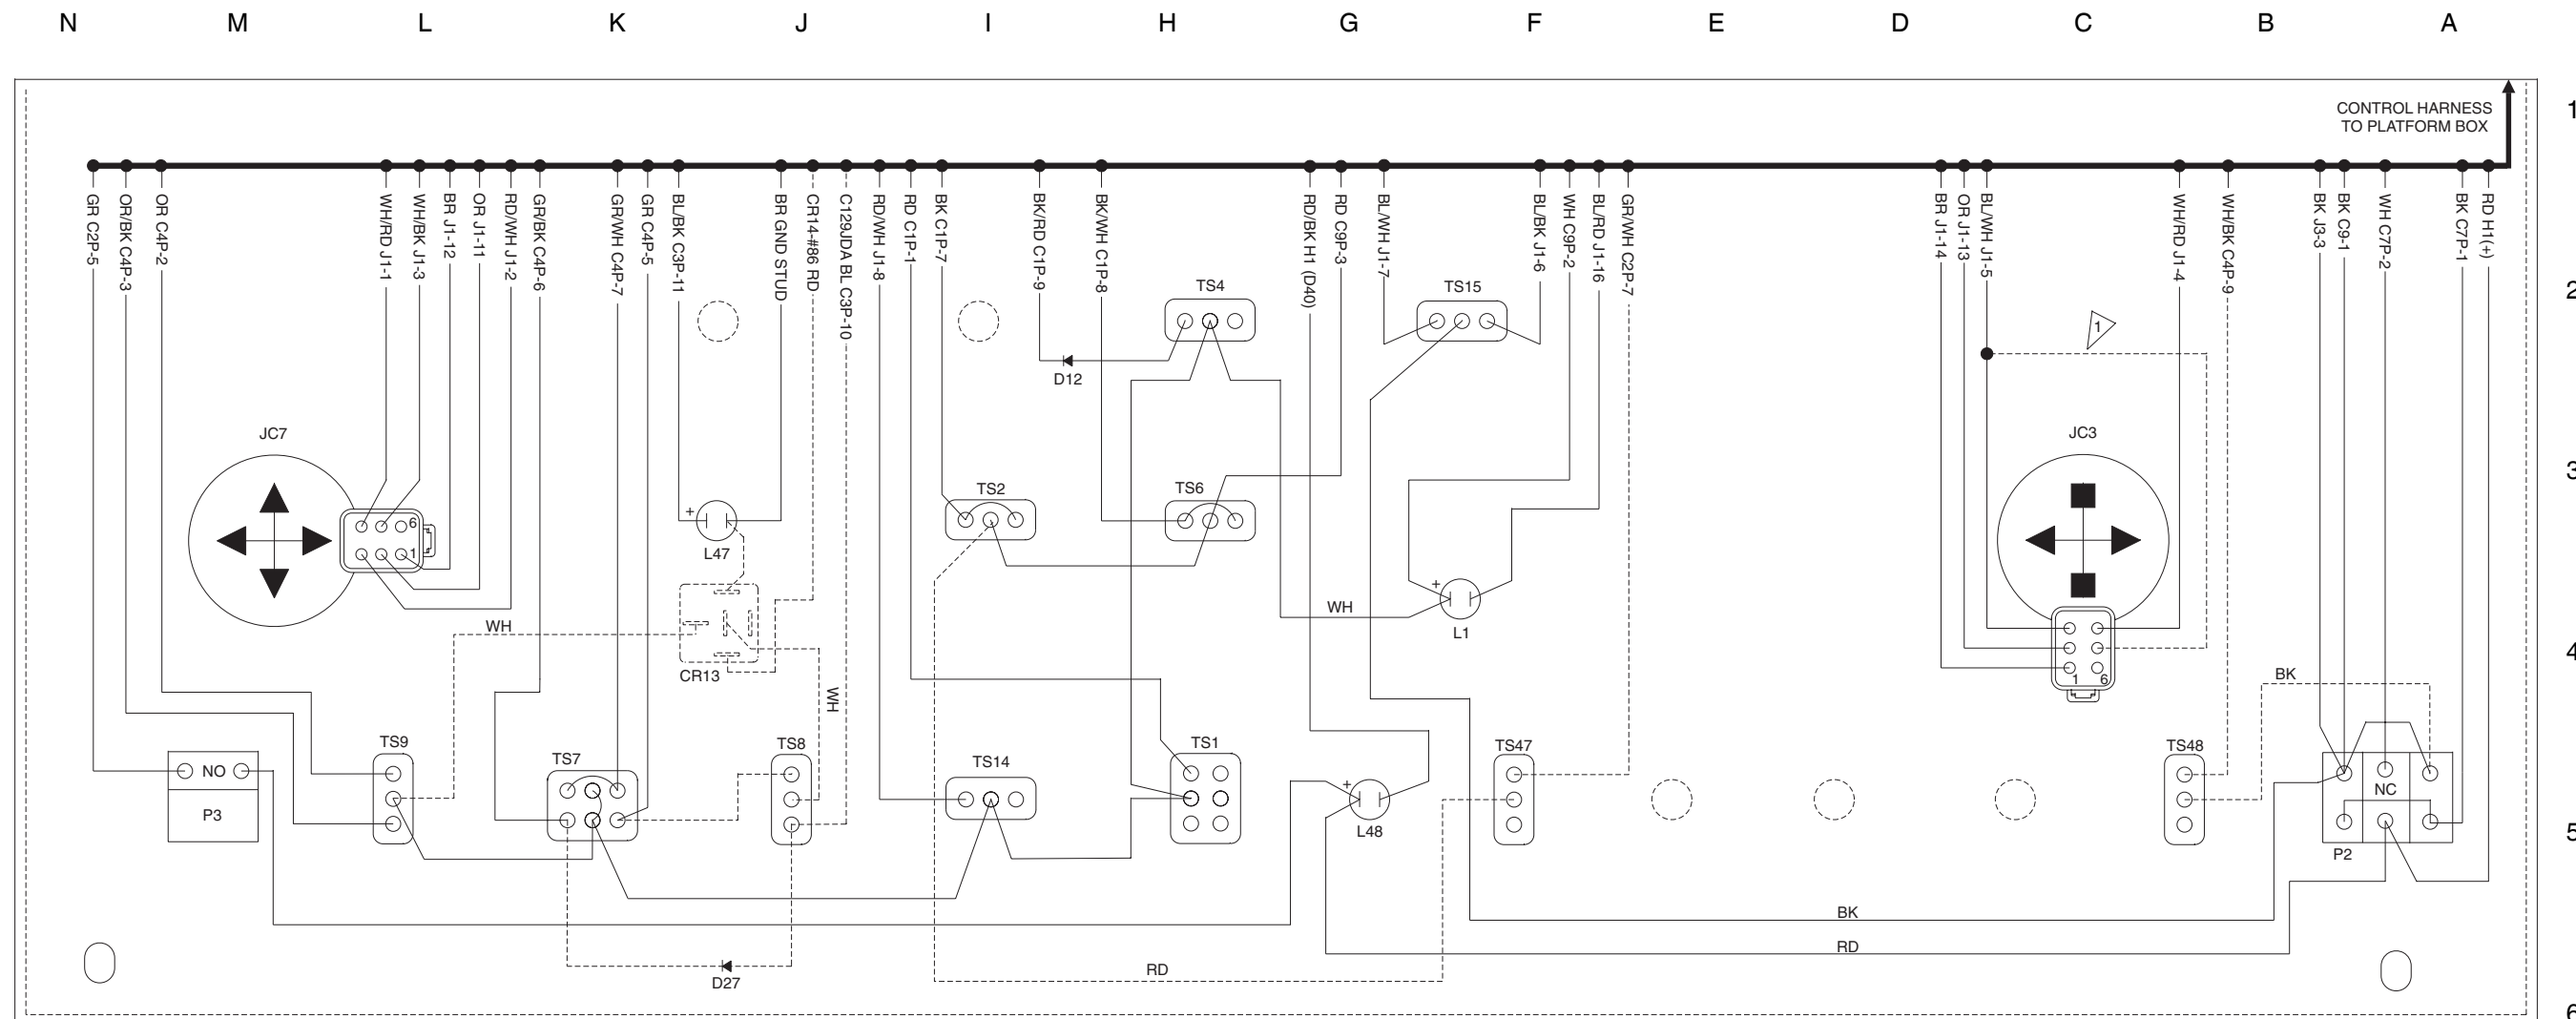 N M L K J I H G F E D C B A
1
CONTROL HARNESS
TO PLATFORM BOX
GR C2P-5
OR/BK C4P-3
OR C4P-2
WH/RD J1-1
WH/BK J1-3
BR J1-12
OR J1-11
RD/WH J1-2
GR/BK C4P-6
GR/WH C4P-7
GR C4P-5
BL/BK C3P-11
BR GND STUD
CR14-#86 RD
C129JDA BL C3P-10
RD/WH J1-8
RD C1P-1
BK C1P-7
BK/RD C1P-9
BK/WH C1P-8
RD/BK H1 (D40)
RD C9P-3
BL/WH J1-7
BL/BK J1-6
WH C9P-2
BL/RD J1-16
GR/WH C2P-7
BR J1-14
OR J1-13
BL/WH J1-5
WH/RD J1-4
WH/BK C4P-9
BK J3-3
BK C9-1
WH C7P-2
BK C7P-1
RD H1(+)
2
TS4
TS15
1
D12
JC7
JC3
3
TS2
TS6
+
6
1
L47
+
WH
L1
WH
CR13
4
1 6
BK
WH
TS9
TS7
TS8
TS14
TS1
TS47
TS48
NO
P3
+
L48
NC
5
P2
BK
RD
RD
D27
6